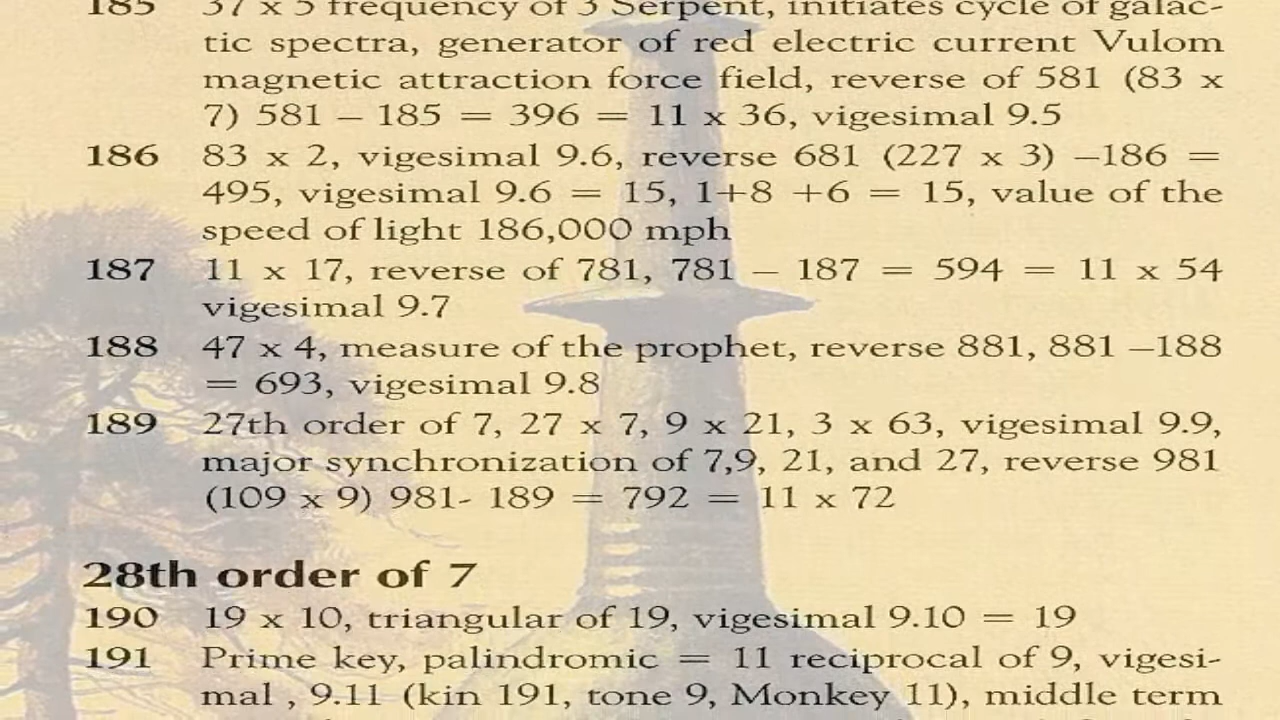 185 37 x 5 frequency of 3 Serpent, initiates cycle of galac-
tic spectra, generator of red electric current Vulom
magnetic attraction force field, reverse of 581 (83 x
7) 581 – 185 = 396 = 11 x 36, vigesimal 9.5
186 83 x 2, vigesimal 9.6, reverse 681 (227 x 3) –186 =
495, vigesimal 9.6 = 15, 1+8 +6 = 15, value of the
speed of light 186,000 mph
187 11 x 17, reverse of 781, 781 – 187 = 594 = 11 x 54
vigesimal 9.7
188 47 x 4, measure of the prophet, reverse 881, 881 –188
= 693, vigesimal 9.8
189 27th order of 7, 27 x 7, 9 x 21, 3 x 63, vigesimal 9.9,
major synchronization of 7,9, 21, and 27, reverse 981
(109 x 9) 981- 189 = 792 = 11 x 72
28th order of 7
190 19 x 10, triangular of 19, vigesimal 9.10 = 19
191 Prime key, palindromic = 11 reciprocal of 9, vigesi-
mal , 9.11 (kin 191, tone 9, Monkey 11), middle term